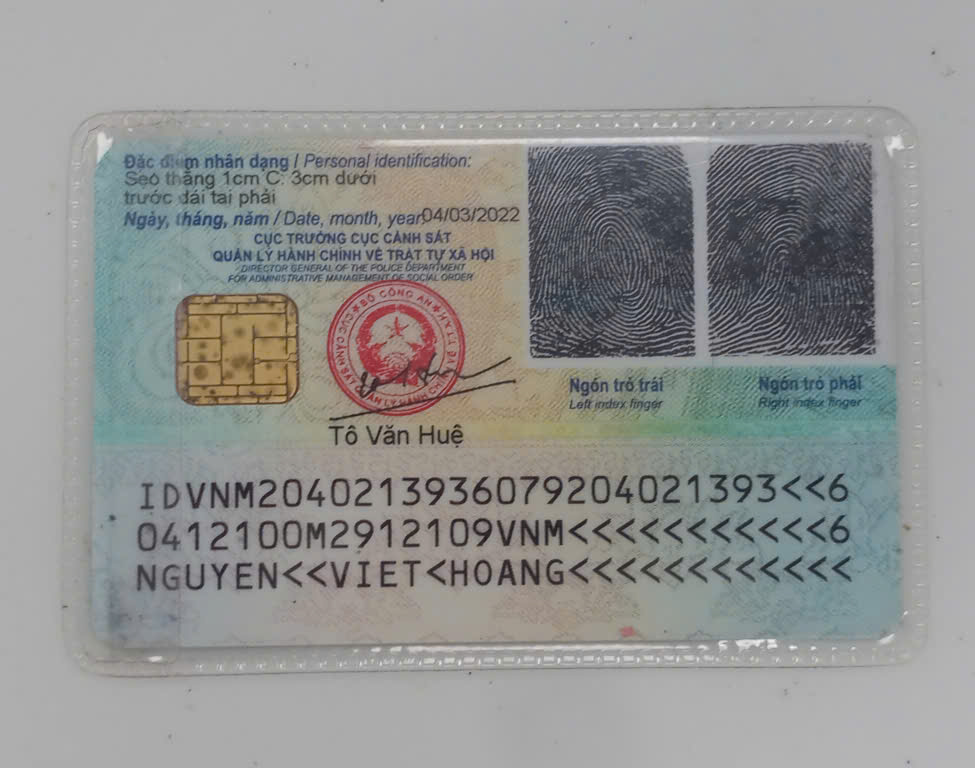 Đặc điểm nhân dạng / Personal identification:
Sẹo thẳng 1cm C: 3cm dưới
trước dái tai phải
Ngày, tháng, năm / Date, month, year 04/03/2022
CỤC TRƯỞNG CỤC CẢNH SÁT
QUẢN LÝ HÀNH CHÍNH VỀ TRẬT TỰ XÃ HỘI
DIRECTOR GENERAL OF THE POLICE DEPARTMENT
FOR ADMINISTRATIVE MANAGEMENT OF SOCIAL ORDER
BỘ CÔNG AN
Ngón trỏ trái
Left index finger
Ngón trỏ phải
Right index finger
Tô Văn Huệ
IDVNM2040213936079204021393<<6
0412100M2912109VNM<<<<<<<<<<<6
NGUYEN<<VIET<HOANG<<<<<<<<<<<<